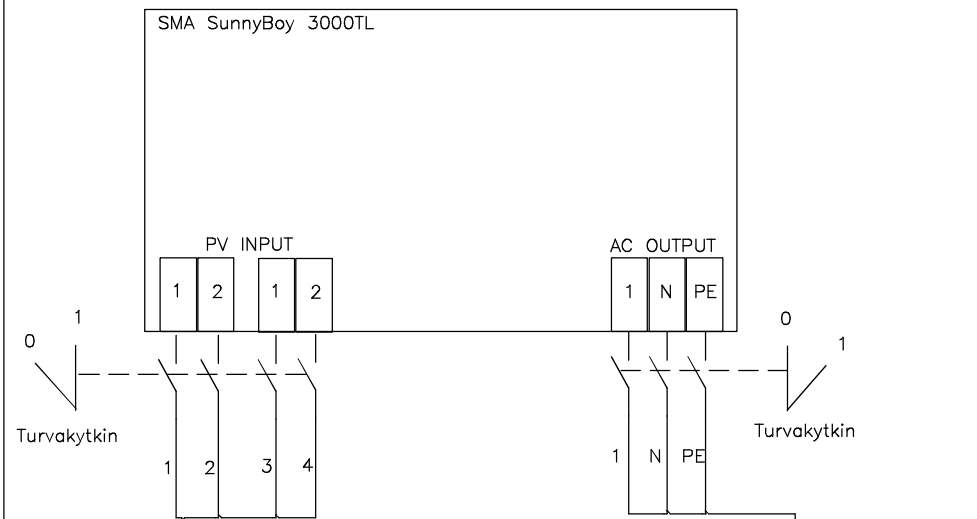 SMA SunnyBoy 3000TL
PV INPUT
AC OUTPUT
1 2 1 2
1 N PE
0 1
0 1
Turvakytkin
Turvakytkin
1 2 3 4
1 N PE